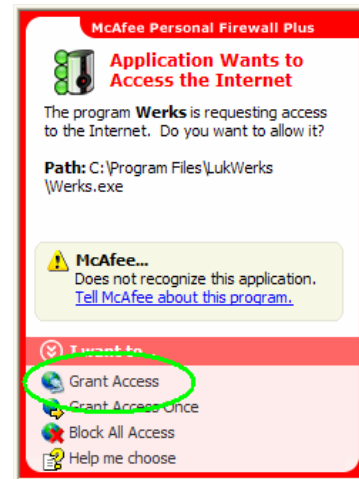 McAfee Personal Firewall Plus
Application Wants to
Access the Internet
The program Werks is requesting access
to the Internet. Do you want to allow it?
Path: C:\Program Files\LukWerks
\Werks.exe
McAfee...
Does not recognize this application.
Tell McAfee about this program.
I want to...
Grant Access
Grant Access Once
Block All Access
Help me choose